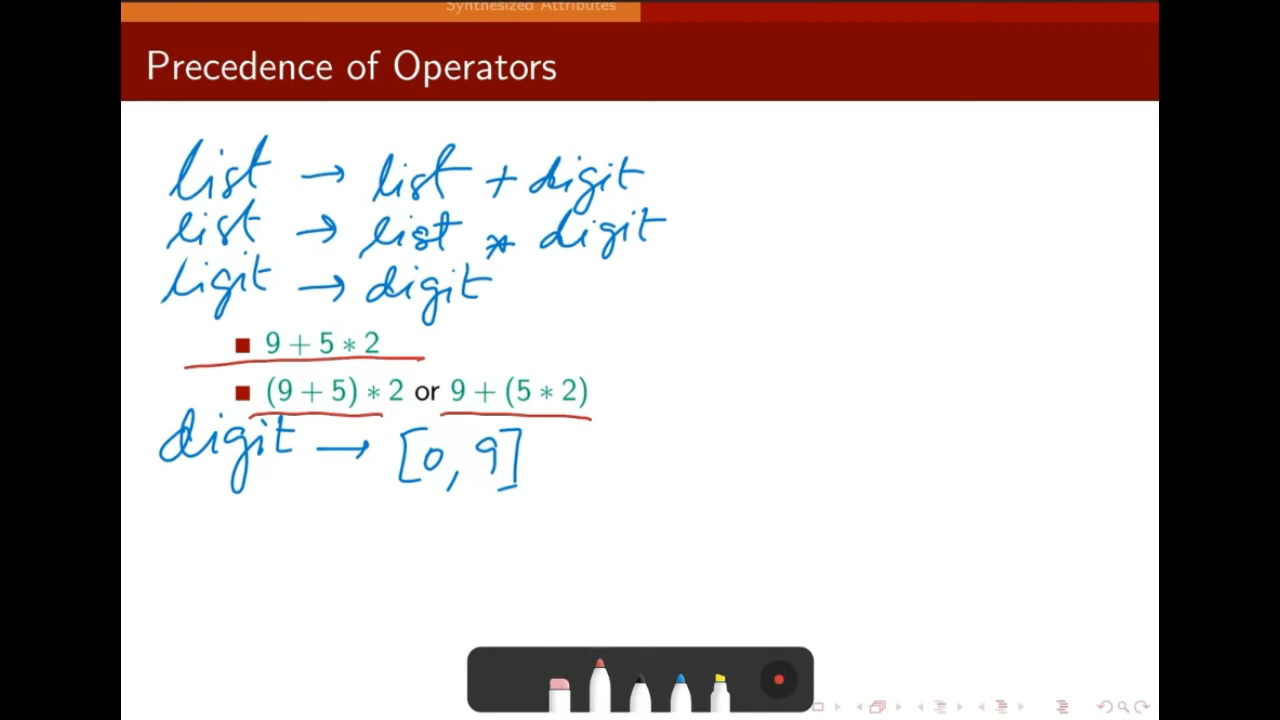 Synthesized Attributes
Precedence of Operators
list → list + digit
list → list * digit
ligit → digit
9 + 5 ∗ 2
(9 + 5) ∗ 2 or 9 + (5 ∗ 2)
digit → [0, 9]